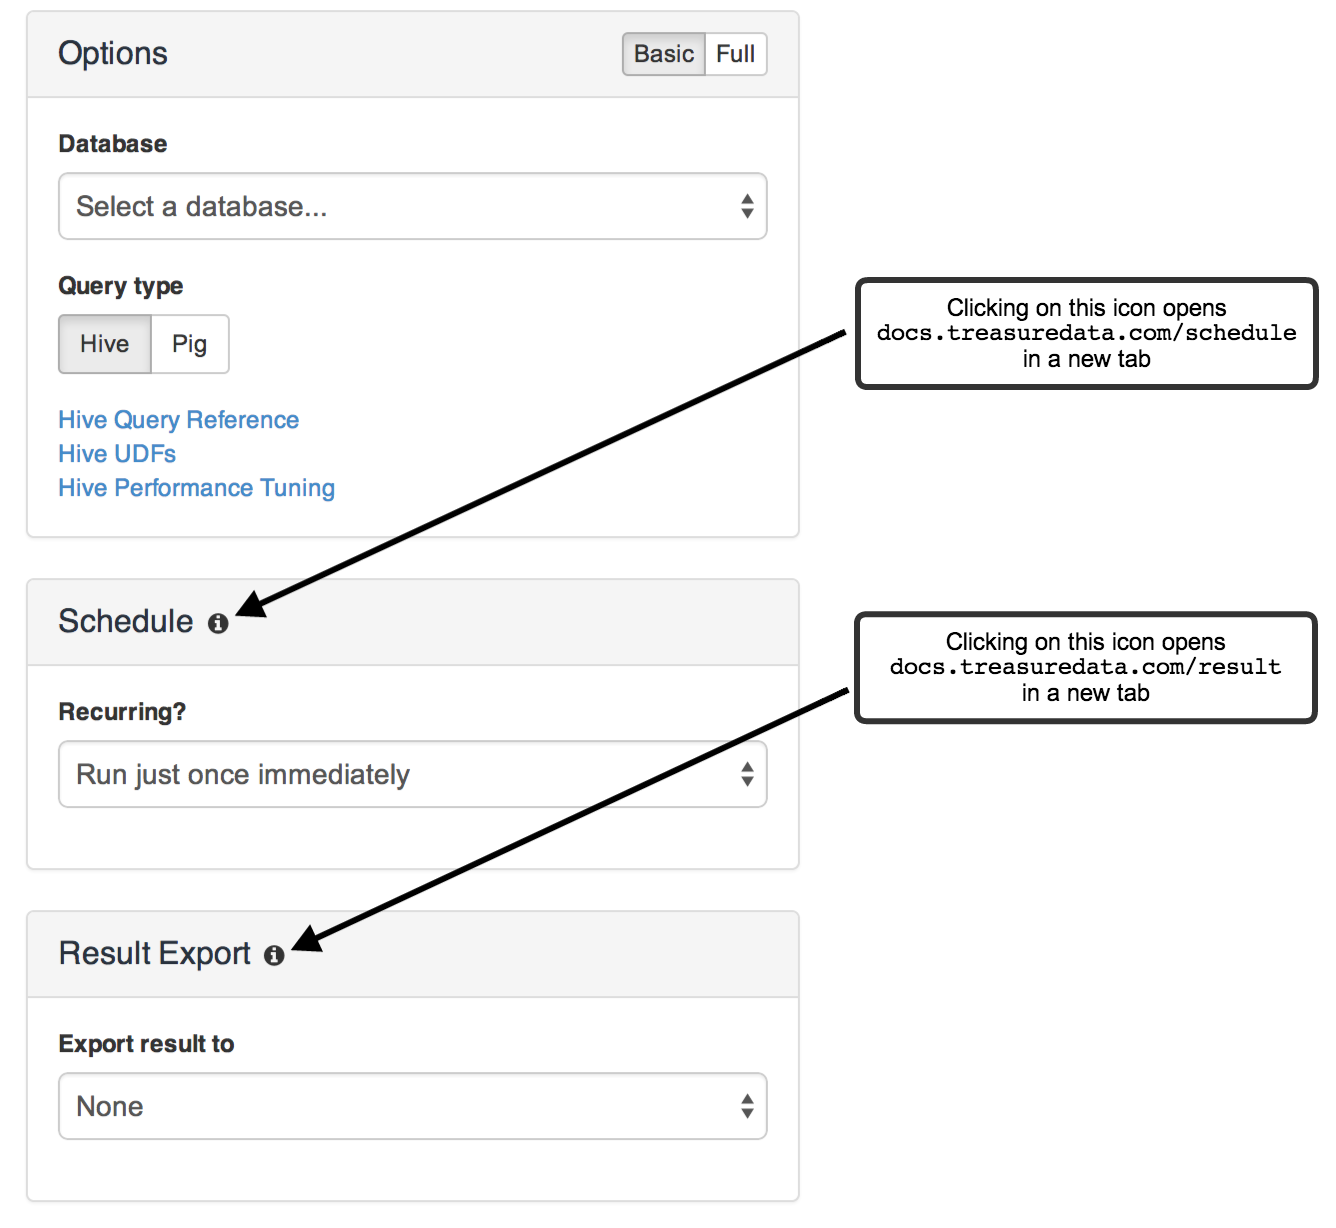 Options
Basic Full
Database
Select a database...
Query type
Hive Pig
Hive Query Reference
Hive UDFs
Hive Performance Tuning
Clicking on this icon opens
docs.treasuredata.com/schedule
in a new tab
Schedule
Recurring?
Run just once immediately
Clicking on this icon opens
docs.treasuredata.com/result
in a new tab
Result Export
Export result to
None